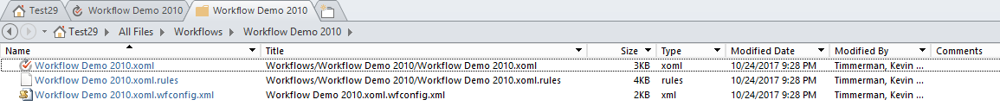 Test29 Workflow Demo 2010 Workflow Demo 2010
Test29 All Files Workflows Workflow Demo 2010
Name Title Size Type Modified Date Modified By Comments
Workflow Demo 2010.xoml Workflows/Workflow Demo 2010/Workflow Demo 2010.xoml 3KB xoml 10/24/2017 9:28 PM Timmerman, Kevin ...
Workflow Demo 2010.xoml.rules Workflows/Workflow Demo 2010/Workflow Demo 2010.xoml.rules 4KB rules 10/24/2017 9:28 PM Timmerman, Kevin ...
Workflow Demo 2010.xoml.wfconfig.xml Workflow Demo 2010.xoml.wfconfig.xml 2KB xml 10/24/2017 9:28 PM Timmerman, Kevin ...